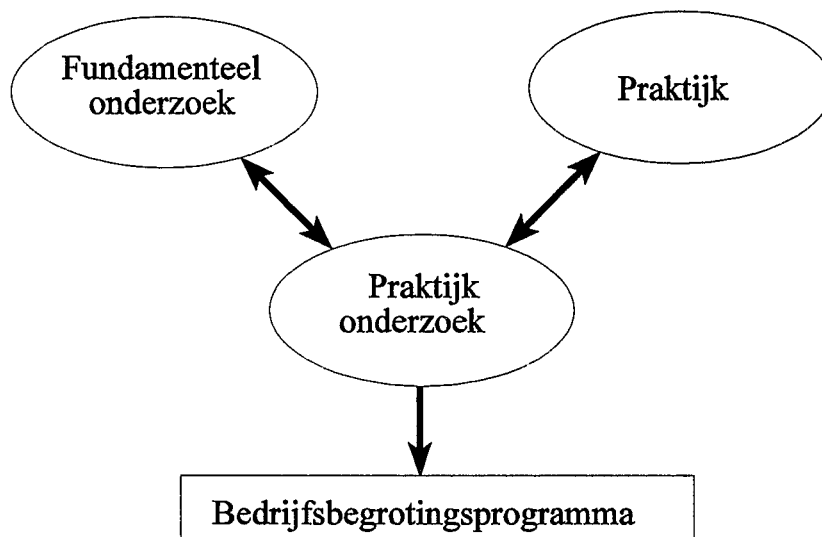 Fundamenteel
onderzoek
Praktijk
Praktijk
onderzoek
Bedrijfsbegrotingsprogramma